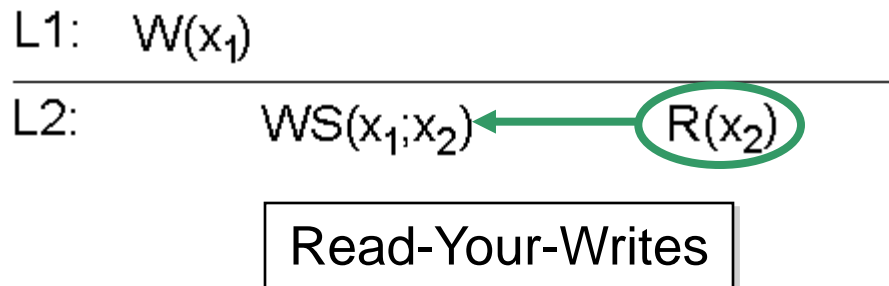 L1: W(x₁)
L2: WS(x₁;x₂) R(x₂)
Read-Your-Writes